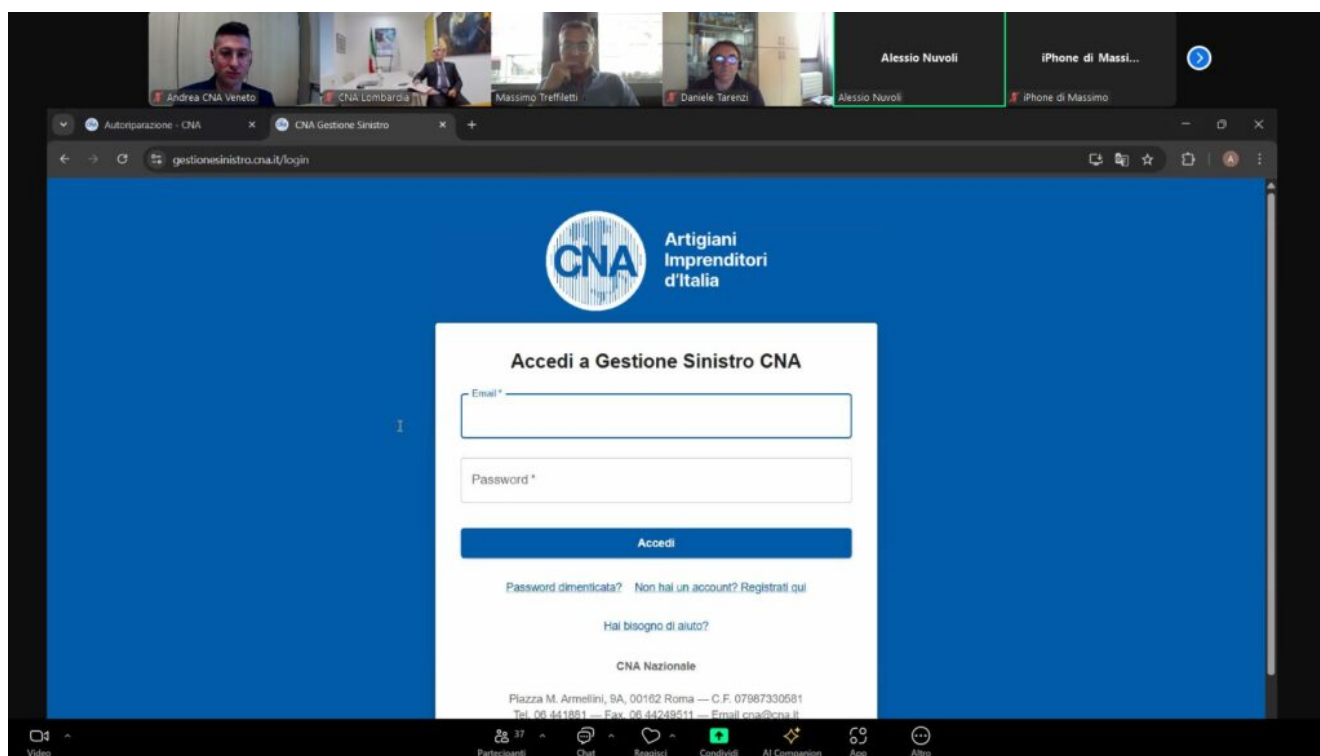 Alessio Nuvoli
iPhone di Massi...
Andrea CNA Veneto
CNA Lombardia
Massimo Treffiletti
Daniele Tarenzi
Alessio Nuvoli
iPhone di Massimo
Autoriparazione - CNA
CNA Gestione Sinistro
gestionesinistro.cna.it/login
A
CNA
Artigiani
Imprenditori
d'Italia
Accedi a Gestione Sinistro CNA
Email *
Password *
Accedi
Password dimenticata? Non hai un account? Registrati qui
Hai bisogno di aiuto?
CNA Nazionale
Piazza M. Armellini, 9A, 00162 Roma — C.F. 07987330581
Tel. 06 441881 — Fax. 06 44249511 — Email cna@cna.it
37
Video
Partecipanti
Chat
Reagisci
Condividi
AI Companion
App
Altro